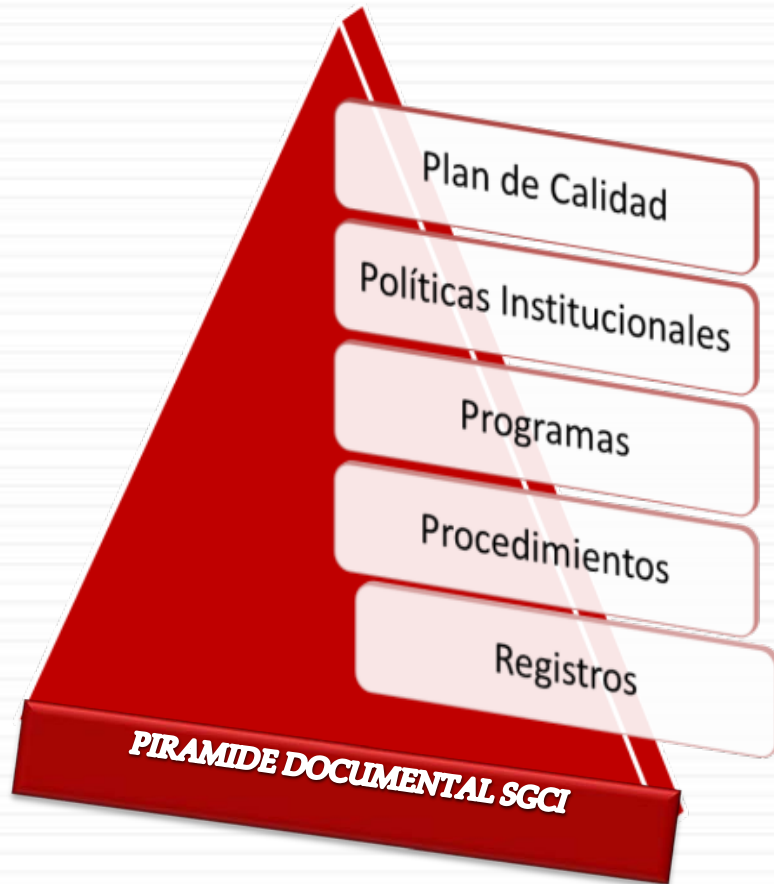 Plan de Calidad
Políticas Institucionales
Programas
Procedimientos
Registros
PIRAMIDE DOCUMENTAL SGCI